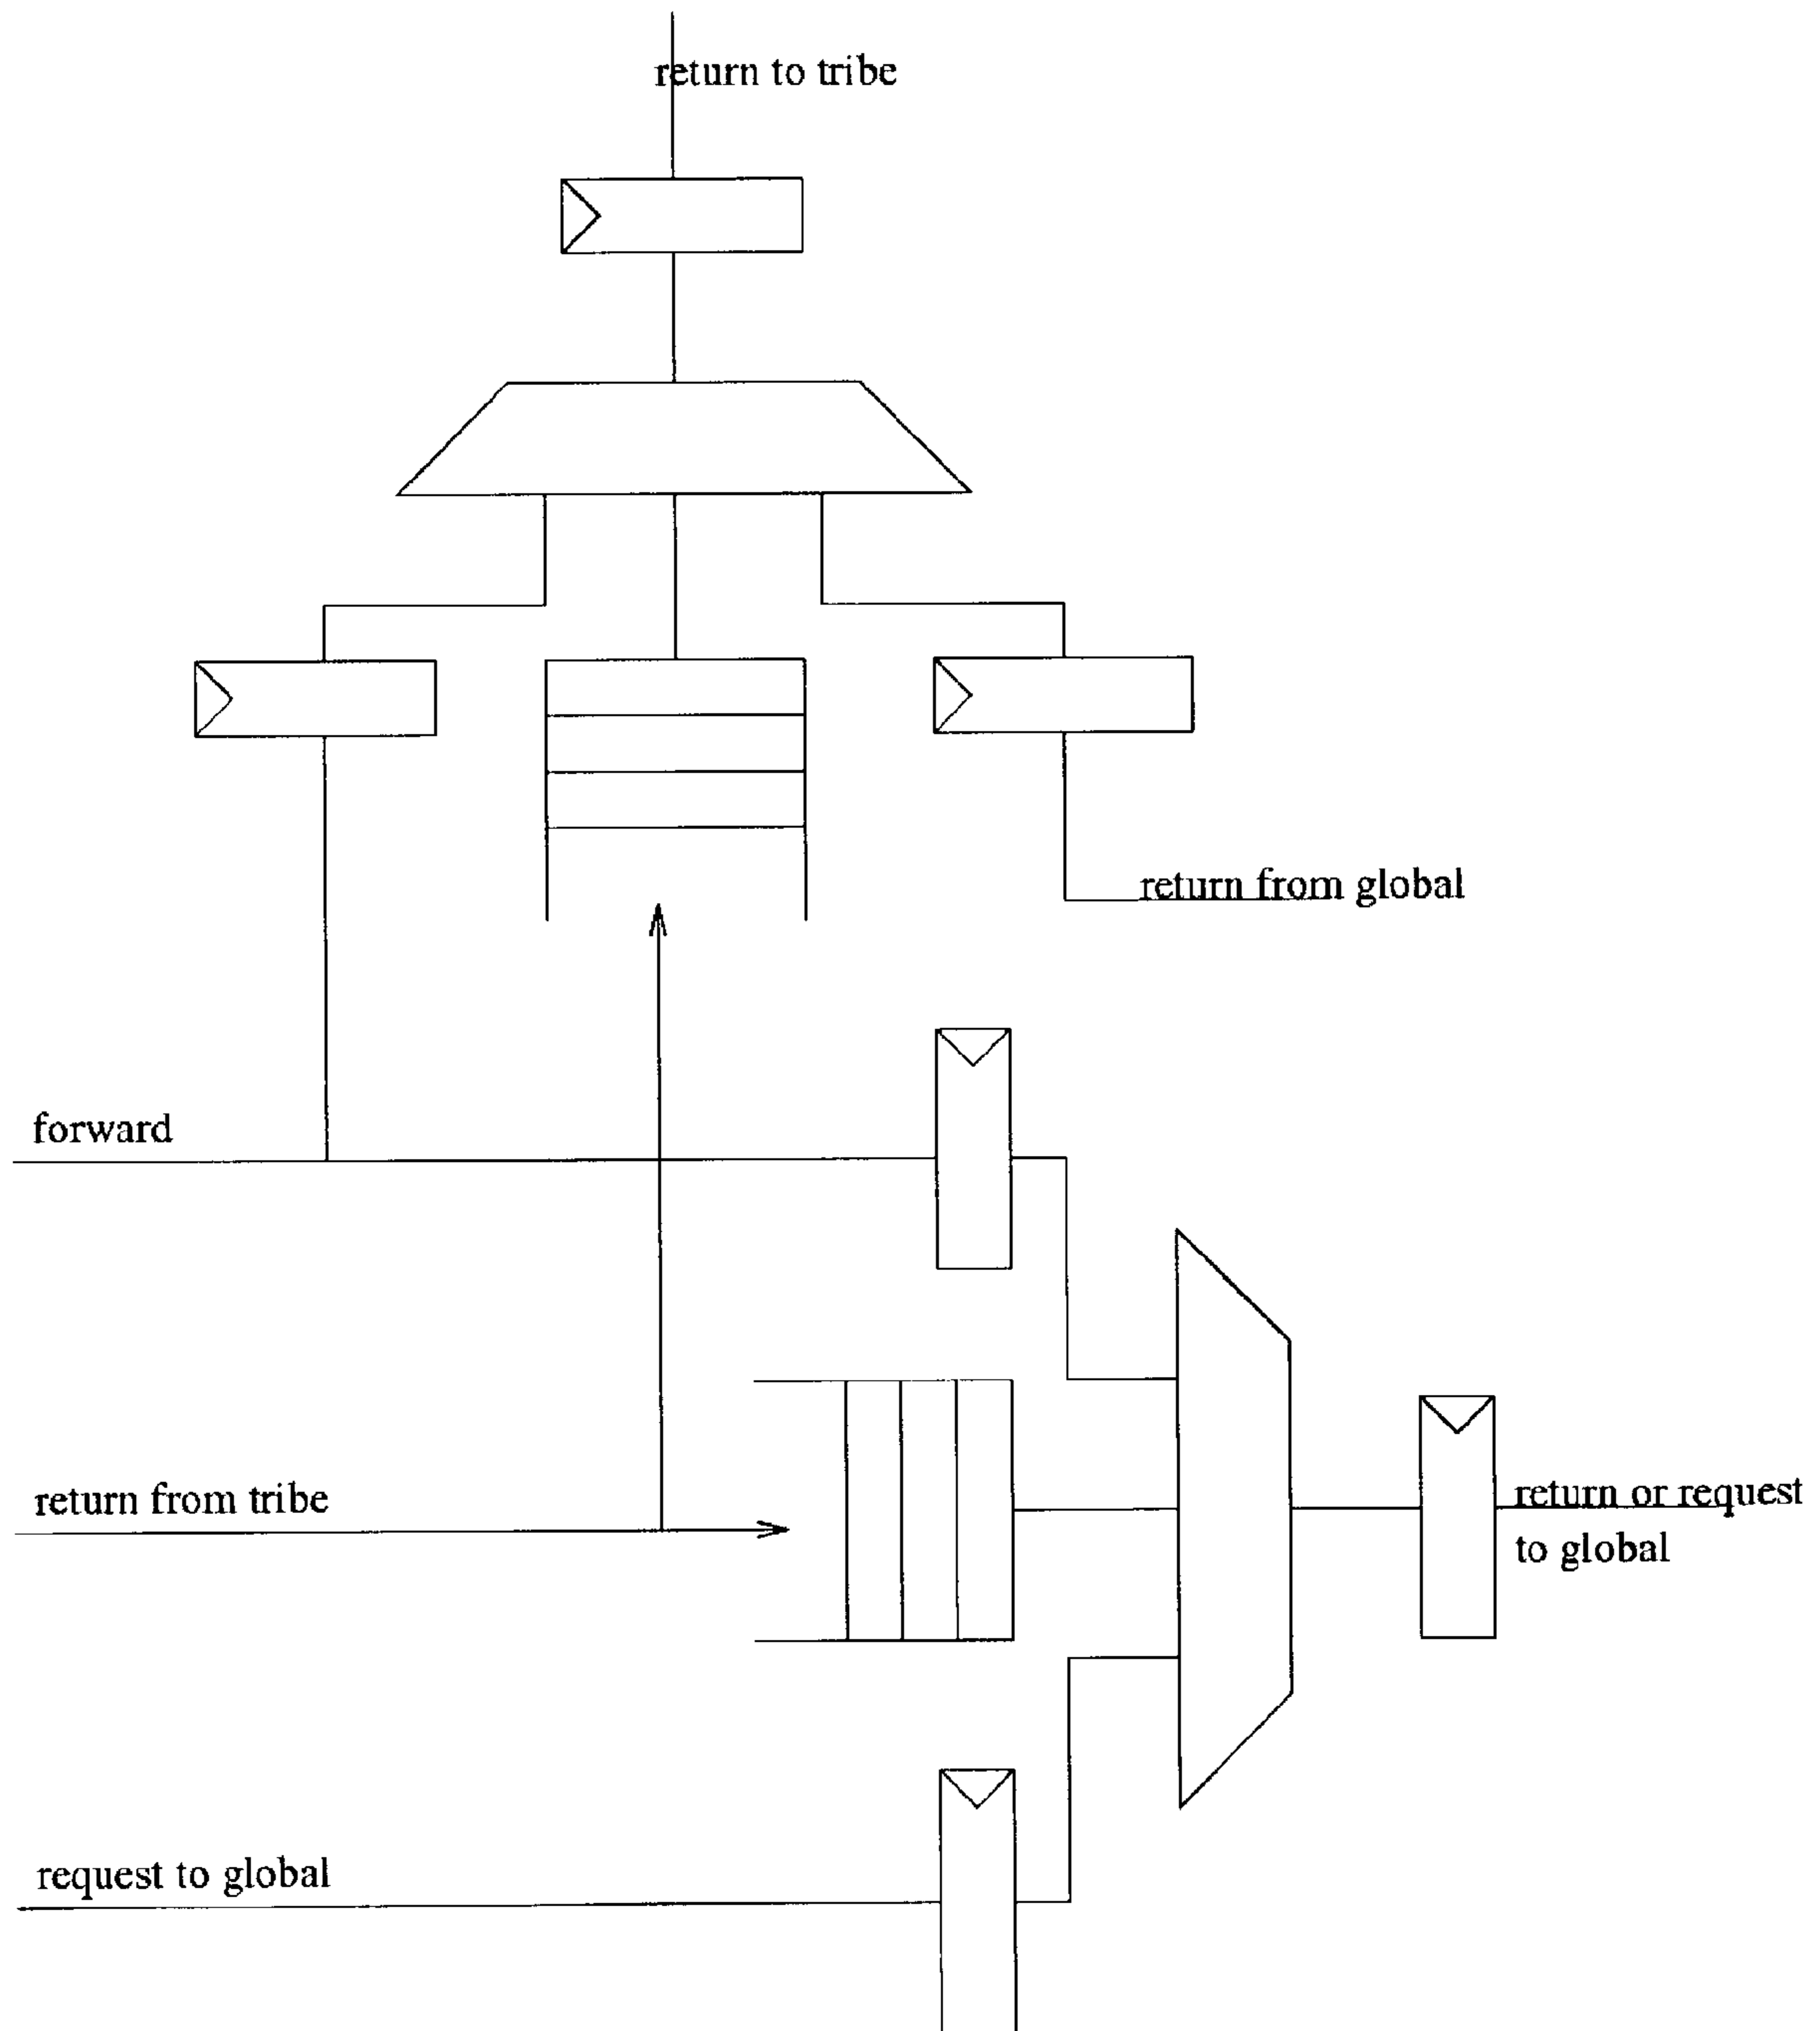 return to tribe
return from global
forward
return from tribe
return or request
to global
request to global